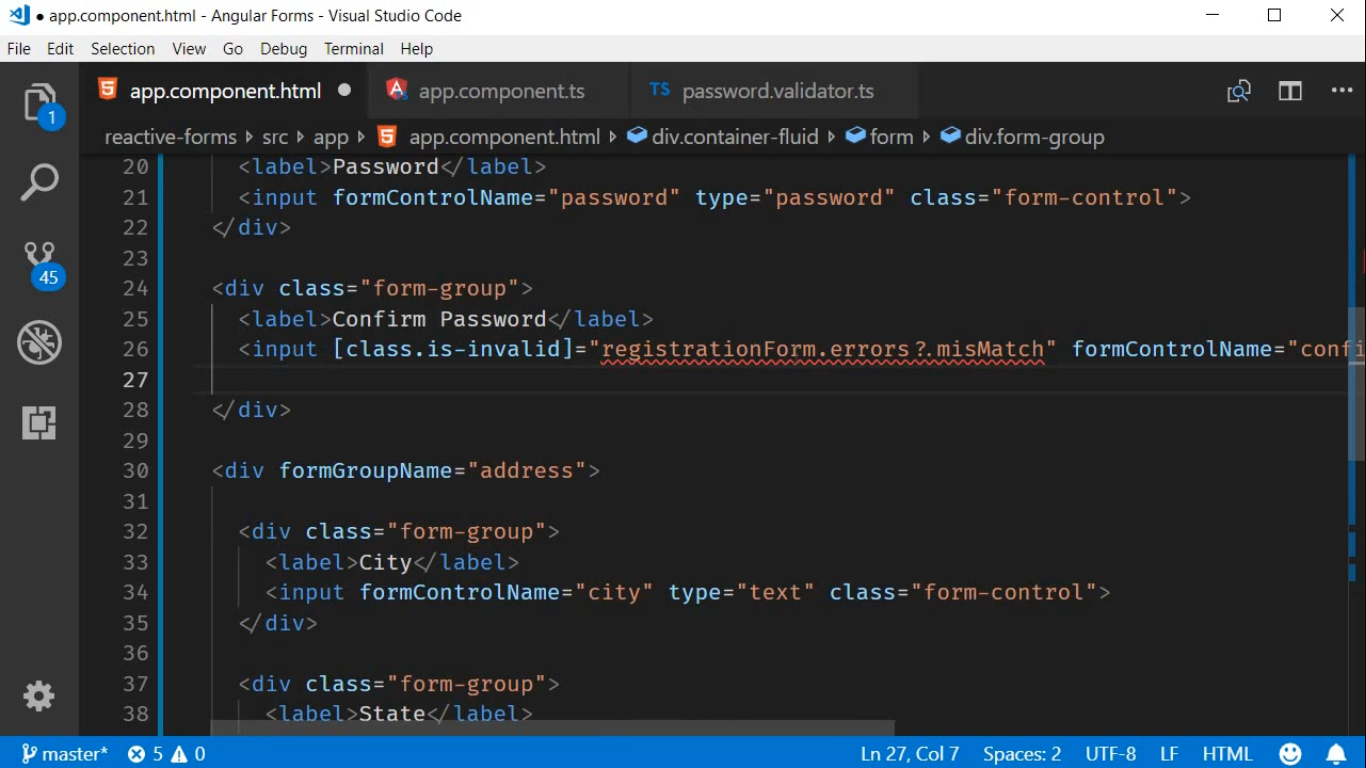 app.component.html - Angular Forms - Visual Studio Code
File Edit Selection View Go Debug Terminal Help
app.component.html app.component.ts TS password.validator.ts
1
reactive-forms src app app.component.html div.container-fluid form div.form-group
20 <label>Password</label>
21 <input formControlName="password" type="password" class="form-control">
22 </div>
23
24 <div class="form-group">
45
25 <label>Confirm Password</label>
26 <input [class.is-invalid]="registrationForm.errors?.misMatch" formControlName="confi
27
28 </div>
29
30 <div formGroupName="address">
31
32 <div class="form-group">
33 <label>City</label>
34 <input formControlName="city" type="text" class="form-control">
35 </div>
36
37 <div class="form-group">
38 <label>State</label>
master* 5 0 Ln 27, Col 7 Spaces: 2 UTF-8 LF HTML